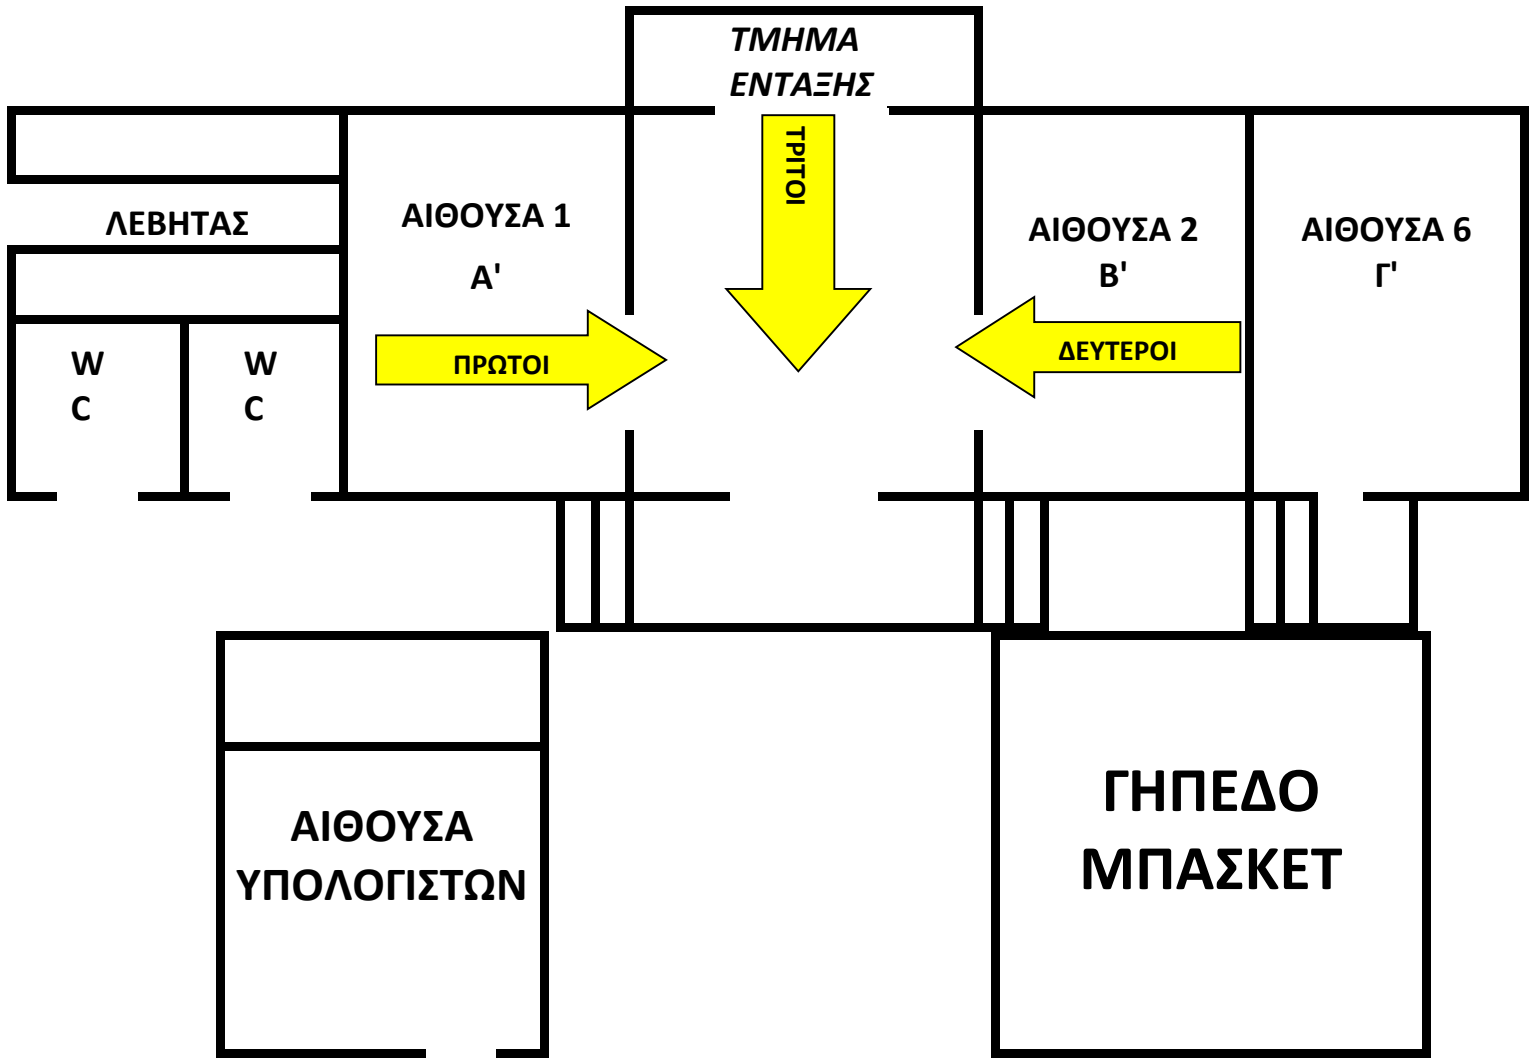 ΤΜΗΜΑ
ΕΝΤΑΞΗΣ
ΤΡΙΤΟΙ
ΛΕΒΗΤΑΣ
ΑΙΘΟΥΣΑ 1
Α'
ΑΙΘΟΥΣΑ 2
Β'
ΑΙΘΟΥΣΑ 6
Γ'
ΠΡΩΤΟΙ
ΔΕΥΤΕΡΟΙ
W
C
W
C
ΑΙΘΟΥΣΑ
ΥΠΟΛΟΓΙΣΤΩΝ
ΓΗΠΕΔΟ
ΜΠΑΣΚΕΤ